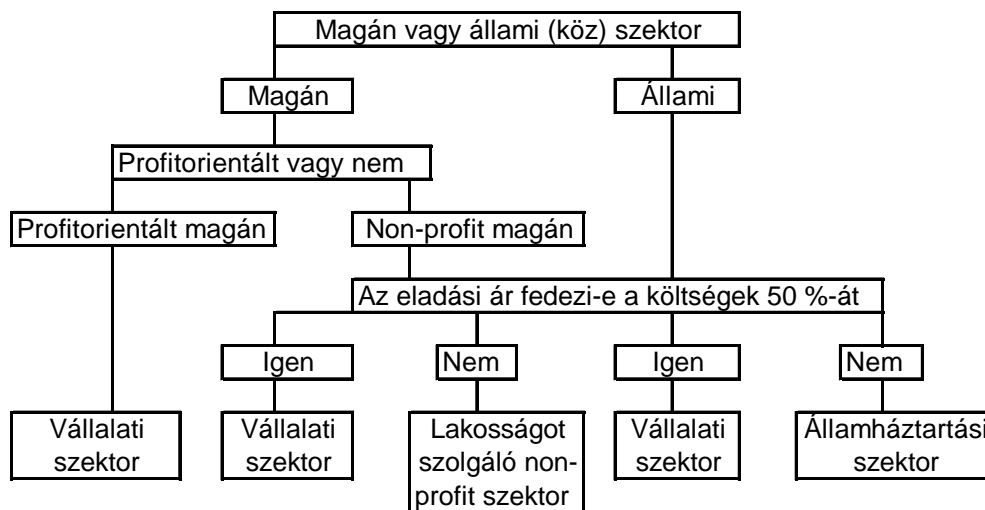 Magán vagy állami (köz) szektor
Magán
Állami
Profitorientált vagy nem
Profitorientált magán
Non-profit magán
Az eladási ár fedezi-e a költségek 50 %-át
Igen
Nem
Igen
Nem
Vállalati
szektor
Vállalati
szektor
Lakosságot
szolgáló non-
profit szektor
Vállalati
szektor
Államháztartási
szektor